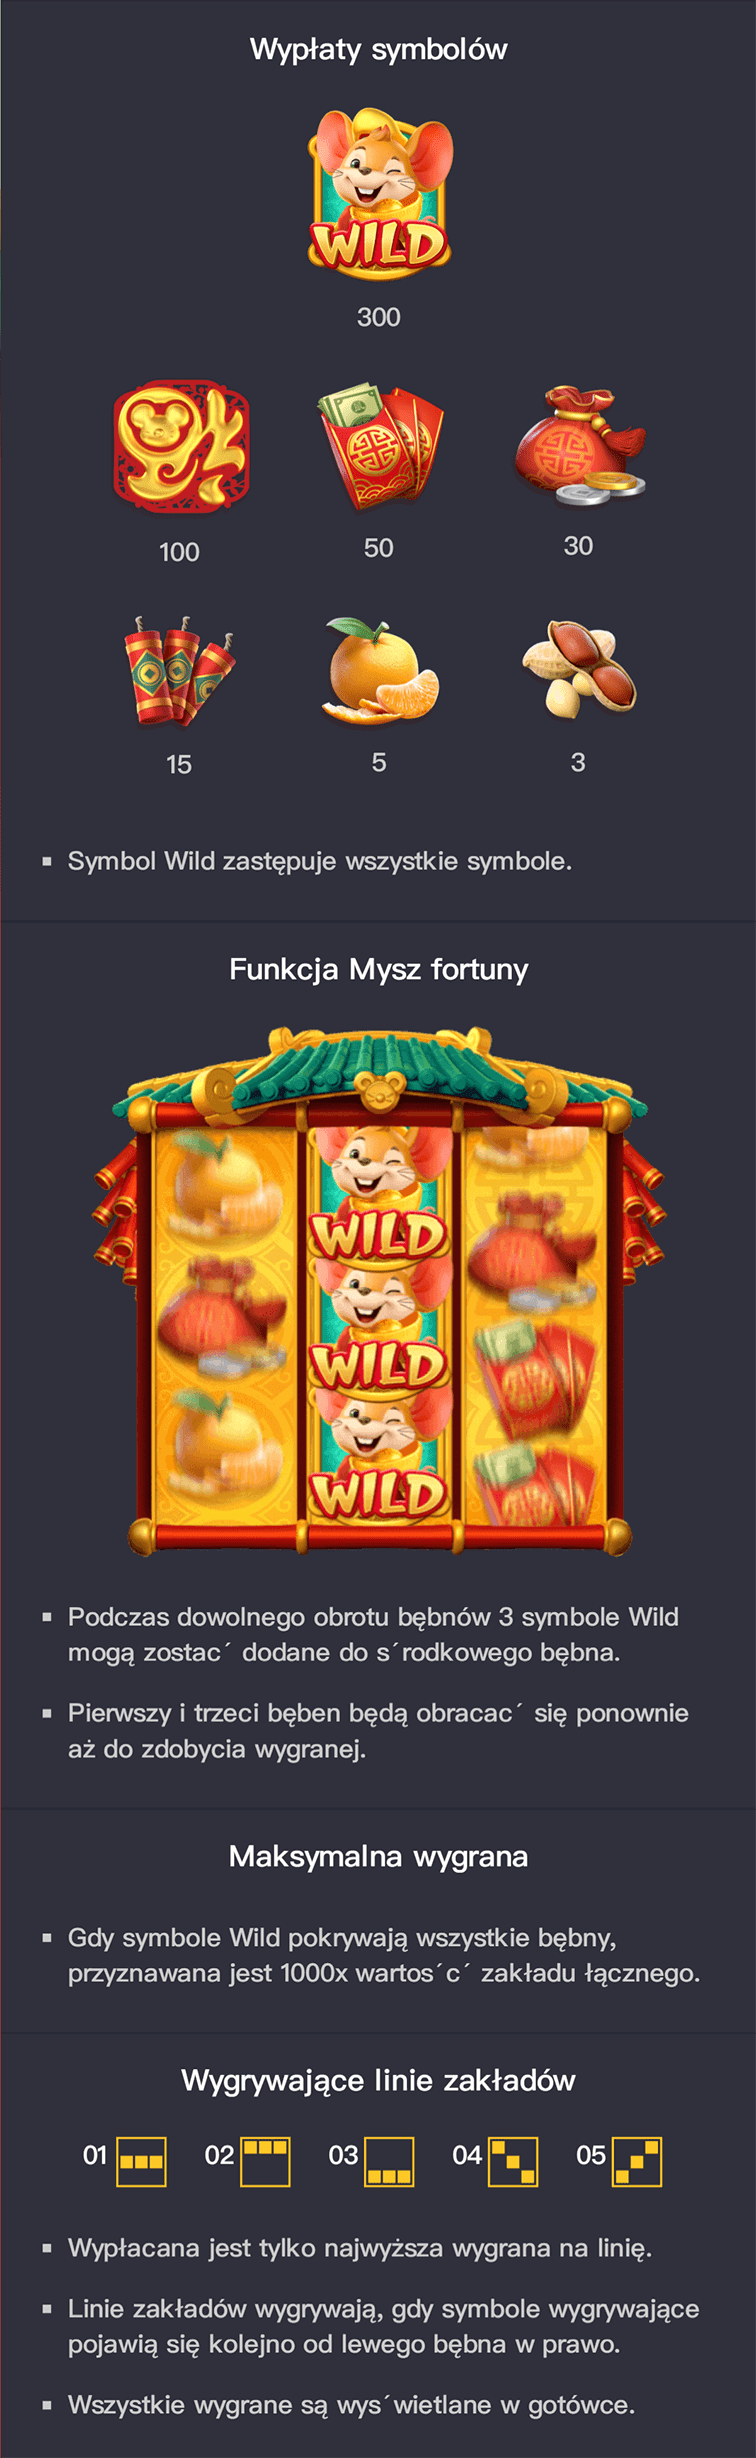 Wypłaty symbolów
WILD
300
100 50 30
15 5 3
▪ Symbol Wild zastępuje wszystkie symbole.
Funkcja Mysz fortuny
WILD
WILD
WILD
▪ Podczas dowolnego obrotu bębnów 3 symbole Wild
mogą zostac´ dodane do s´rodkowego bębna.
▪ Pierwszy i trzeci bęben będą obracac´ się ponownie
aż do zdobycia wygranej.
Maksymalna wygrana
▪ Gdy symbole Wild pokrywają wszystkie bębny,
przyznawana jest 1000x wartos´c´ zakładu łącznego.
Wygrywające linie zakładów
01 02 03 04 05
▪ Wypłacana jest tylko najwyższa wygrana na linię.
▪ Linie zakładów wygrywają, gdy symbole wygrywające
pojawią się kolejno od lewego bębna w prawo.
▪ Wszystkie wygrane są wys´wietlane w gotówce.